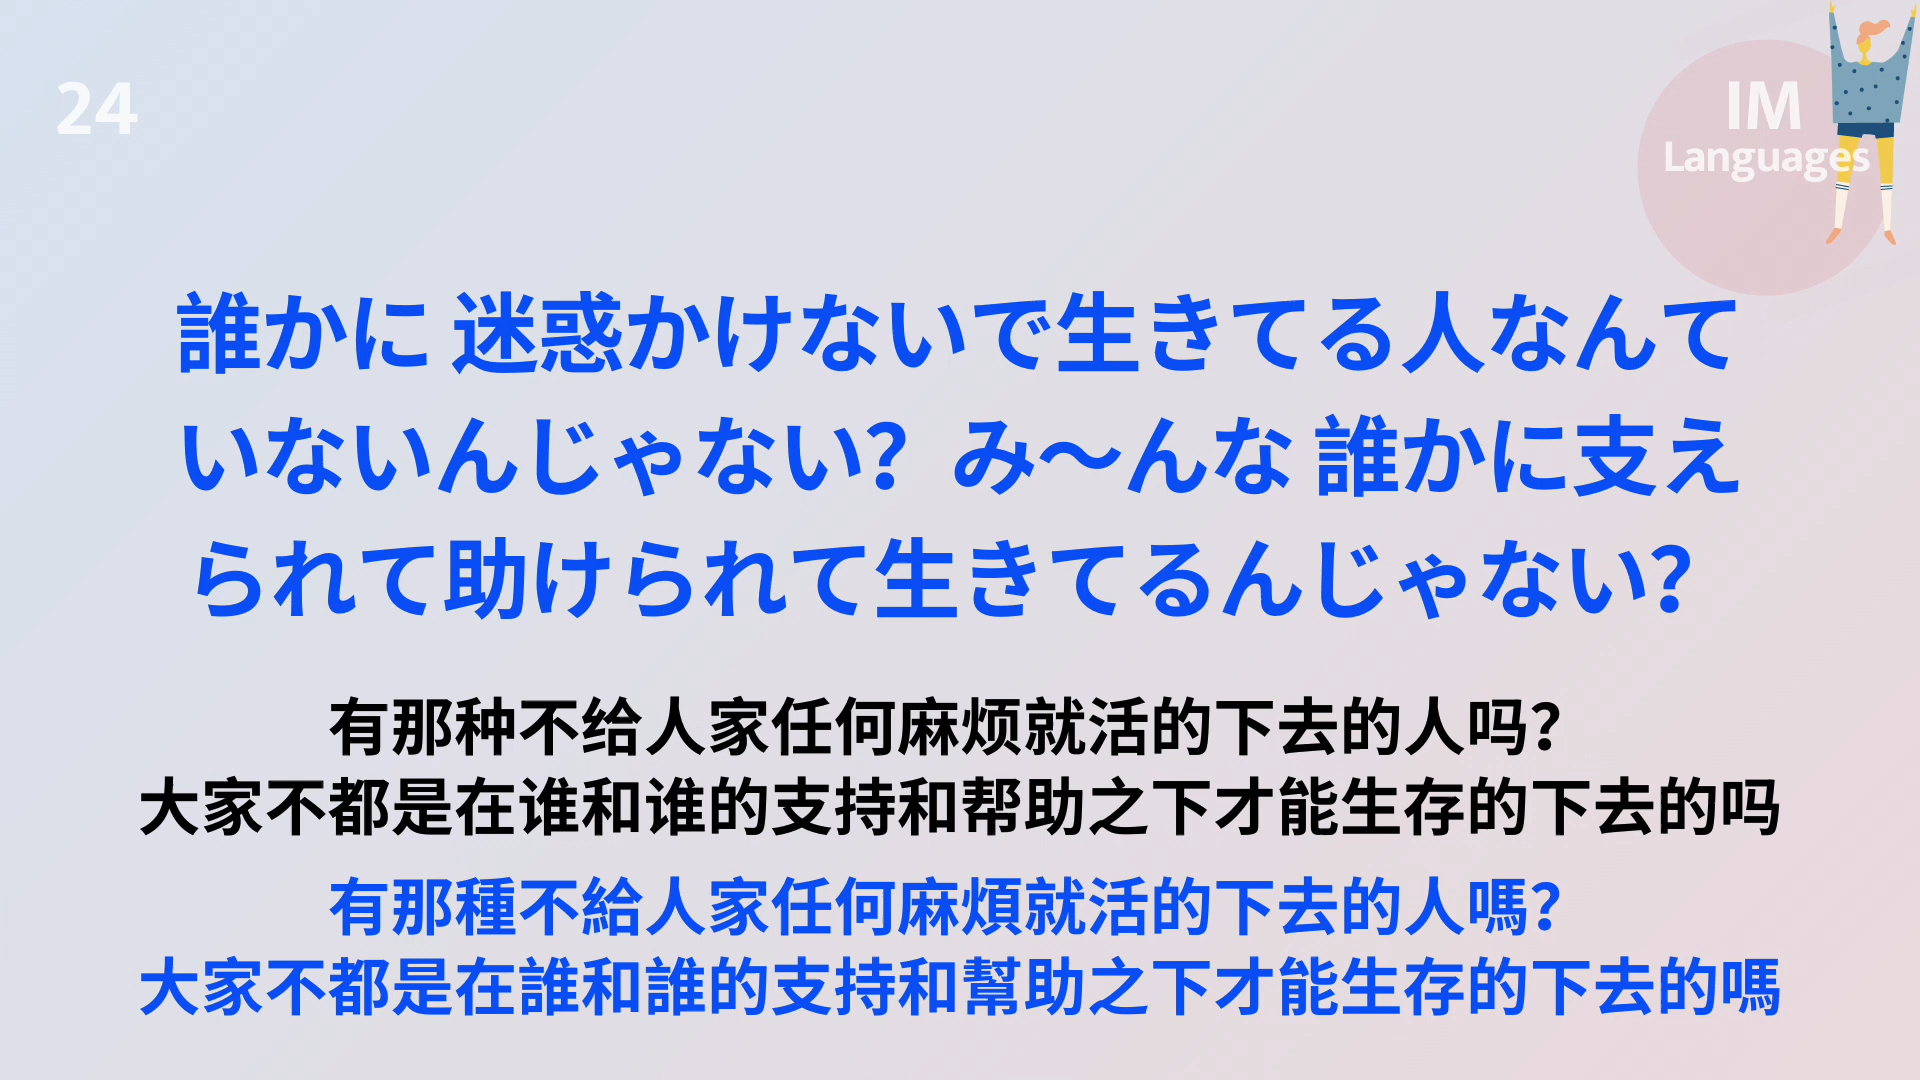 24
IM
Languages
誰かに 迷惑かけないで生きてる人なんて
いないんじゃない？ み～んな 誰かに支え
られて助けられて生きてるんじゃない？
有那种不给人家任何麻烦就活的下去的人吗？
大家不都是在谁和谁的支持和帮助之下才能生存的下去的吗
有那種不給人家任何麻煩就活的下去的人嗎？
大家不都是在誰和誰的支持和幫助之下才能生存的下去的嗎